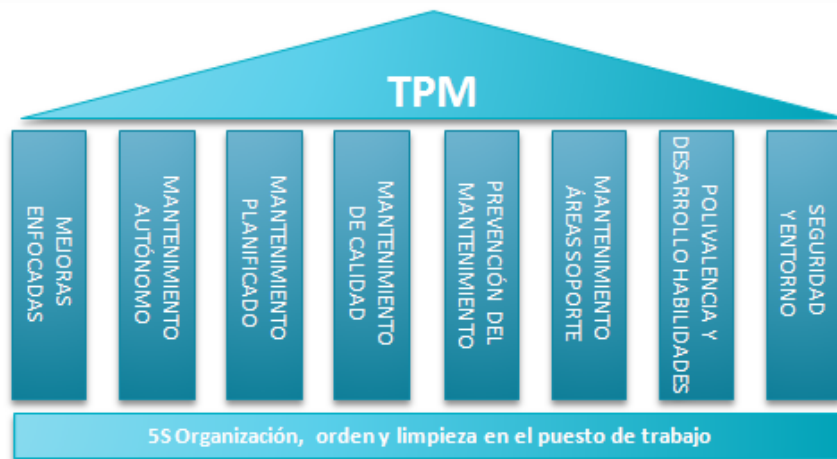 TPM
MEJORAS
ENFOCADAS
MANTENIMIENTO
AUTÓNOMO
MANTENIMIENTO
PLANIFICADO
MANTENIMIENTO
DE CALIDAD
PREVENCIÓN DEL
MANTENIMIENTO
MANTENIMIENTO
ÁREAS SOPORTE
POLIVALENCIA Y
DESARROLLO HABILIDADES
SEGURIDAD
Y ENTORNO
5S Organización, orden y limpieza en el puesto de trabajo